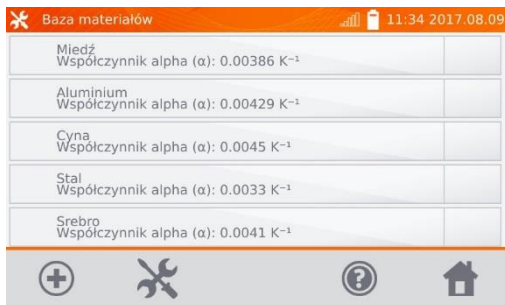 Baza materiałów
11:34 2017.08.09
Miedź
Współczynnik alpha (α): 0.00386 K⁻¹
Aluminium
Współczynnik alpha (α): 0.00429 K⁻¹
Cyna
Współczynnik alpha (α): 0.0045 K⁻¹
Stal
Współczynnik alpha (α): 0.0033 K⁻¹
Srebro
Współczynnik alpha (α): 0.0041 K⁻¹